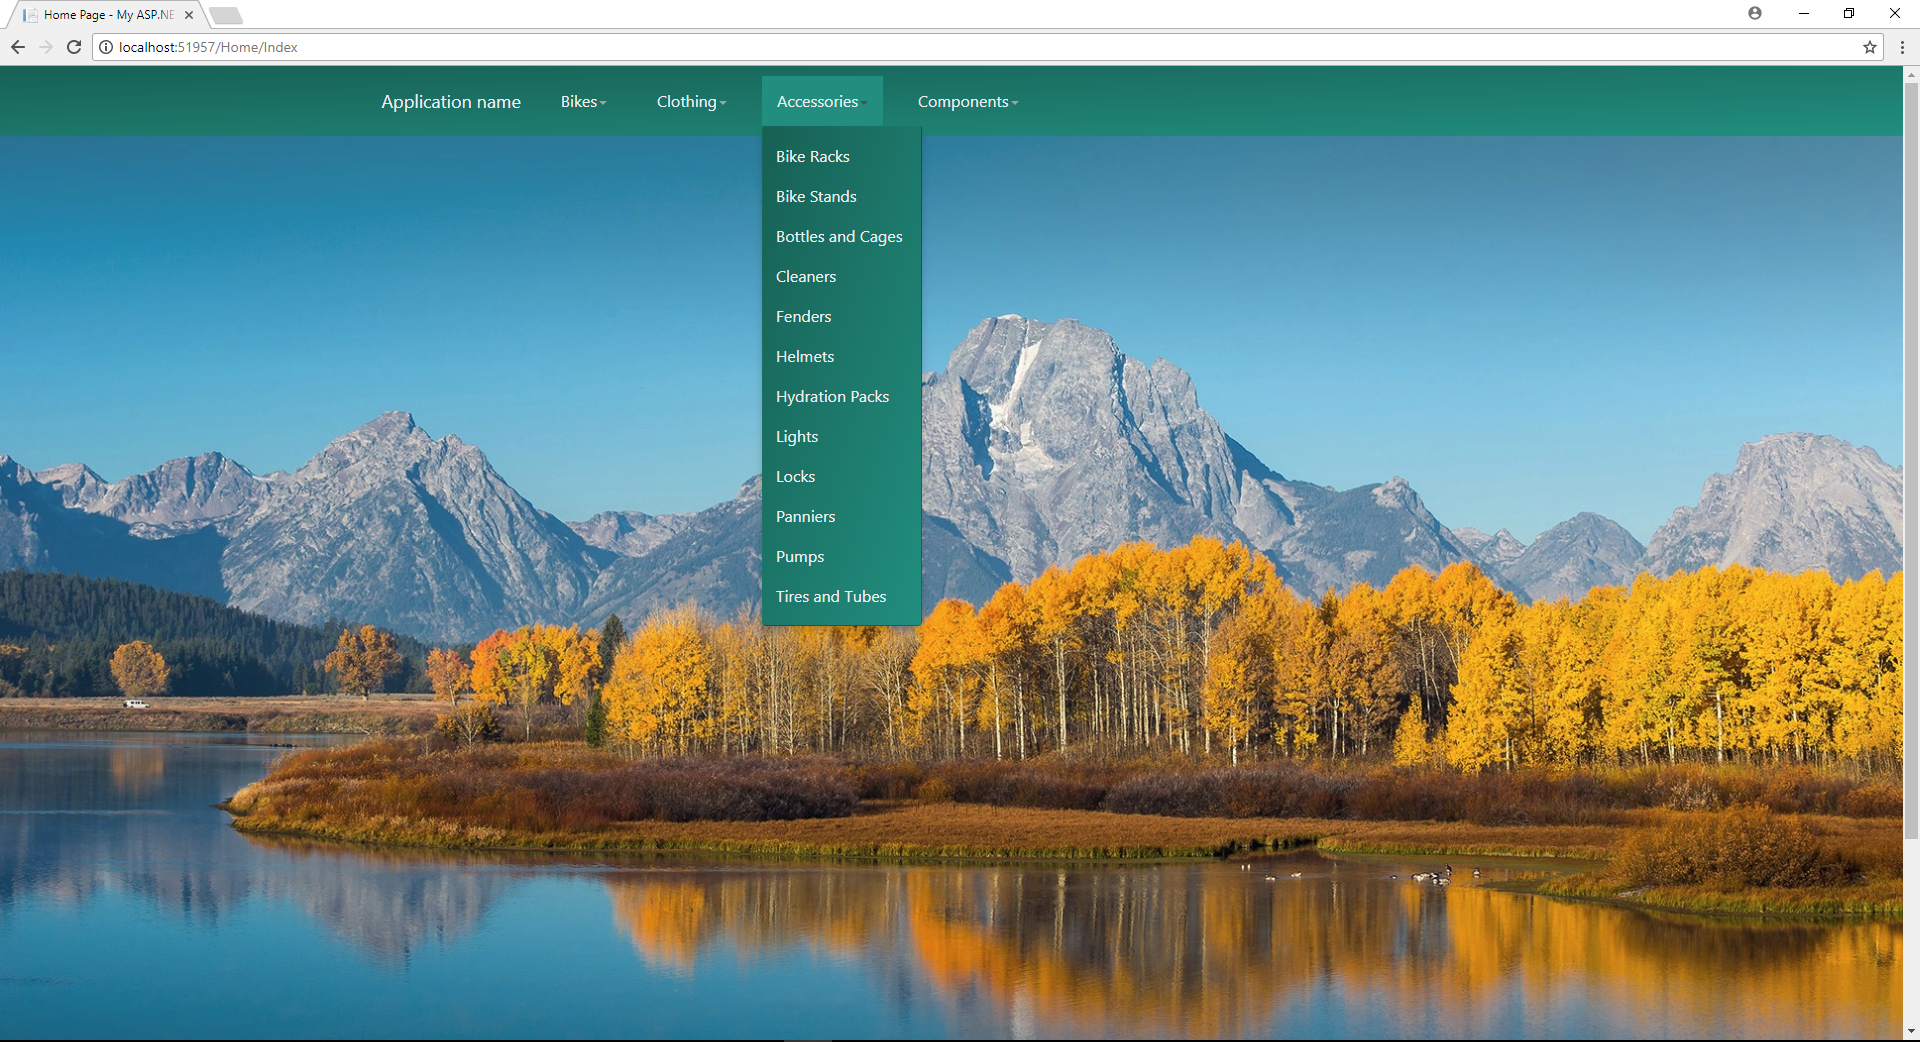 Home Page - My ASP.NE
localhost:51957/Home/Index
Application name Bikes Clothing Accessories Components
Bike Racks
Bike Stands
Bottles and Cages
Cleaners
Fenders
Helmets
Hydration Packs
Lights
Locks
Panniers
Pumps
Tires and Tubes